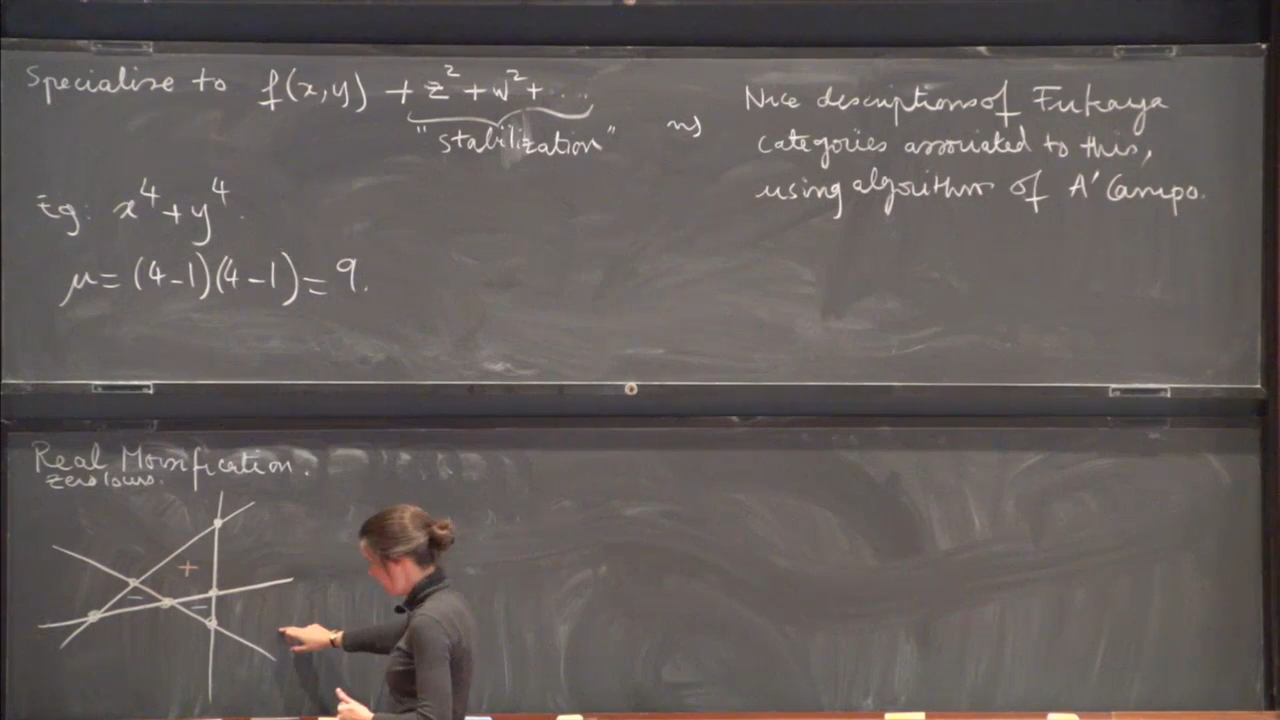 Specialise to f(x,y) + z² + w² + ...
"stabilization"
⇝ Nice descriptions of Fukaya
categories associated to this,
using algorithm of A'Campo.
Eg: x⁴ + y⁴.
μ = (4-1)(4-1) = 9.
Real Morsification.
zero locus.
+
− −